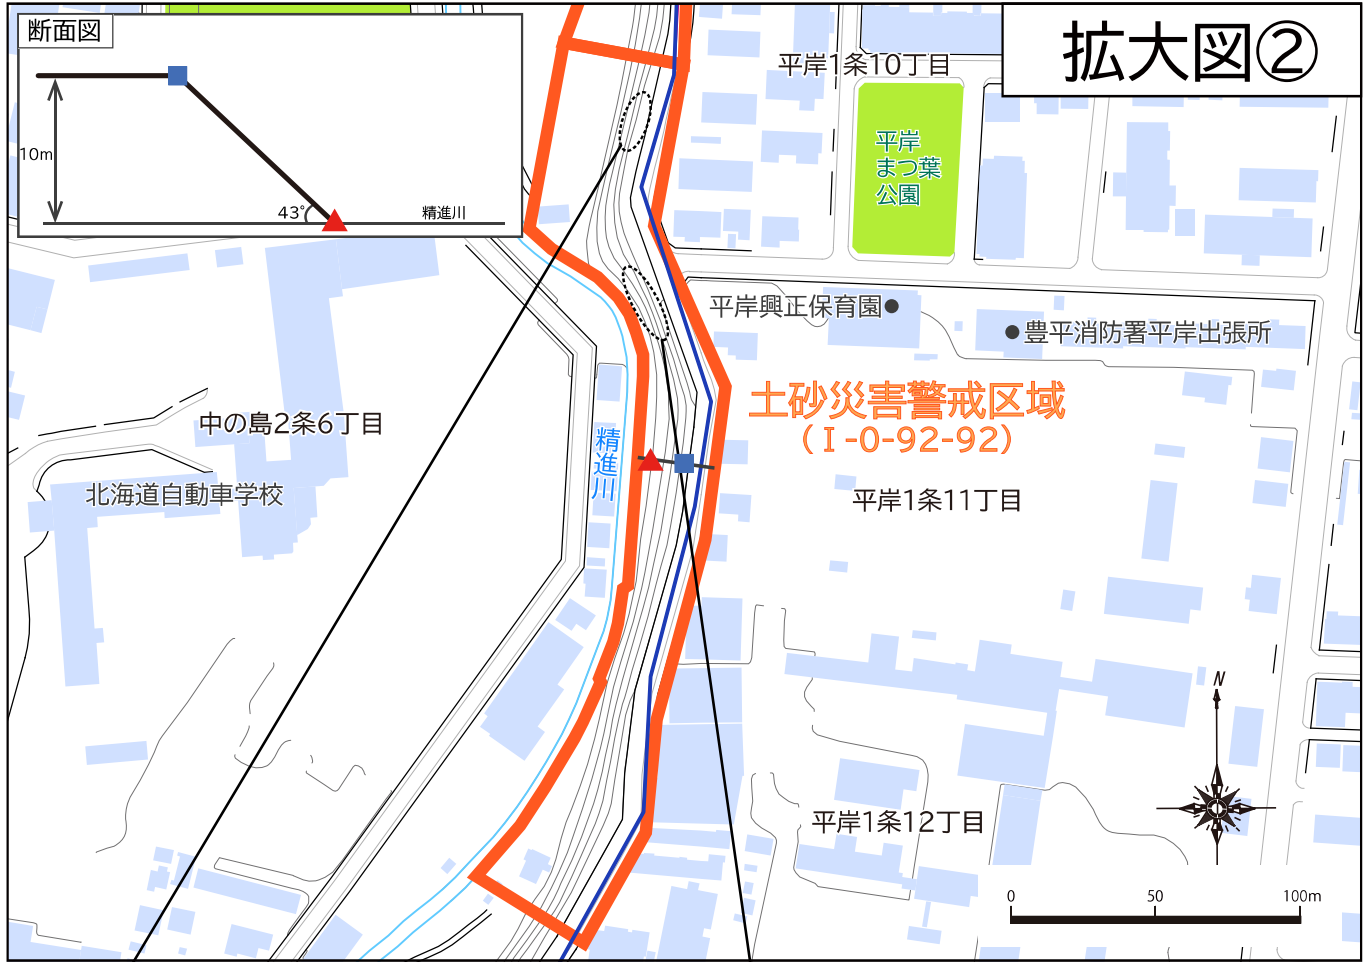 断面図
拡大図②
10m
43°
精進川
平岸1条10丁目
平岸
まつ葉
公園
平岸興正保育園
豊平消防署平岸出張所
土砂災害警戒区域
（Ⅰ-0-92-92）
中の島2条6丁目
精進川
北海道自動車学校
平岸1条11丁目
平岸1条12丁目
N
0 50 100m